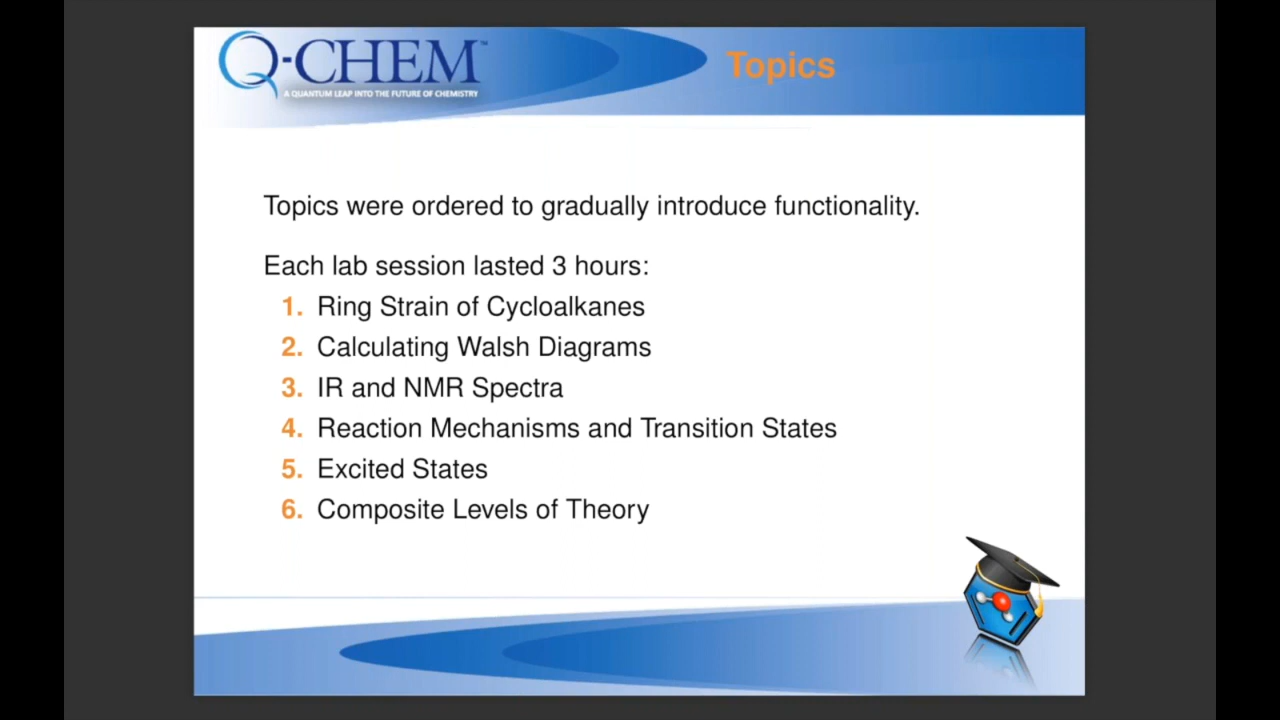 Q-CHEM™
A QUANTUM LEAP INTO THE FUTURE OF CHEMISTRY
Topics
Topics were ordered to gradually introduce functionality.
Each lab session lasted 3 hours:
1. Ring Strain of Cycloalkanes
2. Calculating Walsh Diagrams
3. IR and NMR Spectra
4. Reaction Mechanisms and Transition States
5. Excited States
6. Composite Levels of Theory